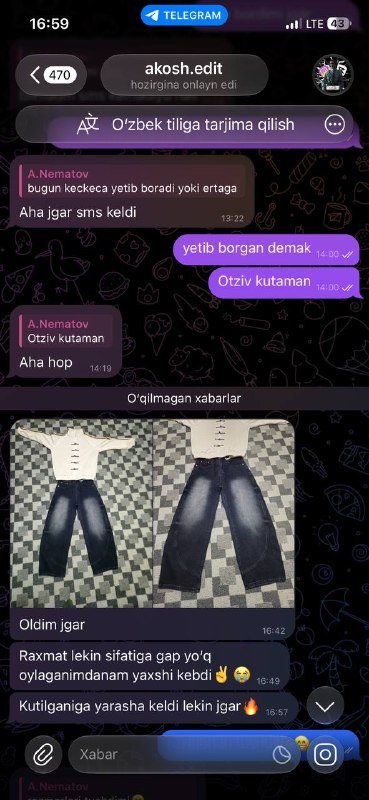 16:59
TELEGRAM
LTE 43
470
akosh.edit
hozirgina onlayn edi
Oʻzbek tiliga tarjima qilish
A.Nematov
bugun keckeca yetib boradi yoki ertaga
Aha jgar sms keldi
13:22
yetib borgan demak 14:00
Otziv kutaman 14:00
A.Nematov
Otziv kutaman
Aha hop
14:19
Oʻqilmagan xabarlar
Oldim jgar
16:42
Raxmat lekin sifatiga gap yoʻq
oylaganimdanam yaxshi kebdi✌️😭
16:49
Kutilganiga yarasha keldi lekin jgar🔥 16:57
Xabar
A.Nematov